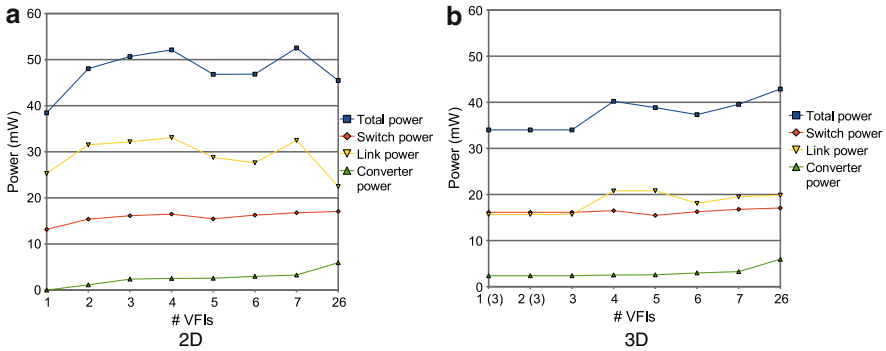 a
60
50
40
30
20
10
0
Power (mW)
1 2 3 4 5 6 7 26
# VFIs
2D
Total power
Switch power
Link power
Converter
power
b
60
50
40
30
20
10
0
Power (mW)
1 (3) 2 (3) 3 4 5 6 7 26
# VFIs
3D
Total power
Switch power
Link power
Converter
power